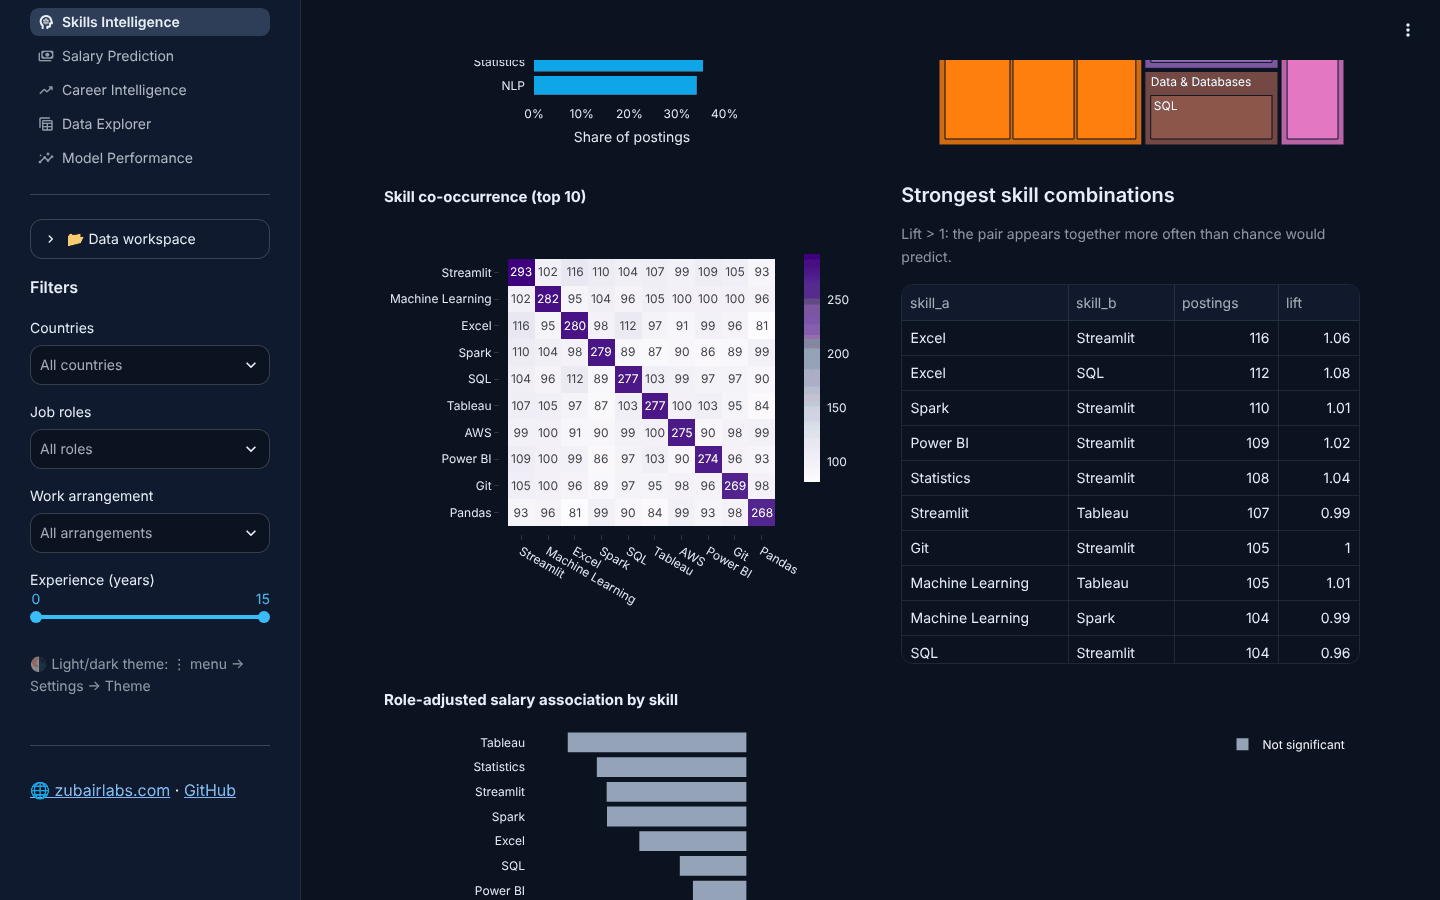 Skills Intelligence
Salary Prediction
Career Intelligence
Data Explorer
Model Performance
📂 Data workspace
Filters
Countries
All countries
Job roles
All roles
Work arrangement
All arrangements
Experience (years)
0 15
Light/dark theme: ⋮ menu → Settings → Theme
🌐 zubairlabs.com · GitHub
Statistics
NLP
0% 10% 20% 30% 40%
Share of postings
Data & Databases
SQL
Skill co-occurrence (top 10)
Streamlit 293 102 116 110 104 107 99 109 105 93
Machine Learning 102 282 95 104 96 105 100 100 100 96
Excel 116 95 280 98 112 97 91 99 96 81
Spark 110 104 98 279 89 87 90 86 89 99
SQL 104 96 112 89 277 103 99 97 97 90
Tableau 107 105 97 87 103 277 100 103 95 84
AWS 99 100 91 90 99 100 275 90 98 99
Power BI 109 100 99 86 97 103 90 274 96 93
Git 105 100 96 89 97 95 98 96 269 98
Pandas 93 96 81 99 90 84 99 93 98 268
Streamlit Machine Learning Excel Spark SQL Tableau AWS Power BI Git Pandas
250
200
150
100
Strongest skill combinations
Lift > 1: the pair appears together more often than chance would
predict.
skill_a skill_b postings lift
Excel Streamlit 116 1.06
Excel SQL 112 1.08
Spark Streamlit 110 1.01
Power BI Streamlit 109 1.02
Statistics Streamlit 108 1.04
Streamlit Tableau 107 0.99
Git Streamlit 105 1
Machine Learning Tableau 105 1.01
Machine Learning Spark 104 0.99
SQL Streamlit 104 0.96
Role-adjusted salary association by skill
Tableau
Statistics
Streamlit
Spark
Excel
SQL
Power BI
Not significant